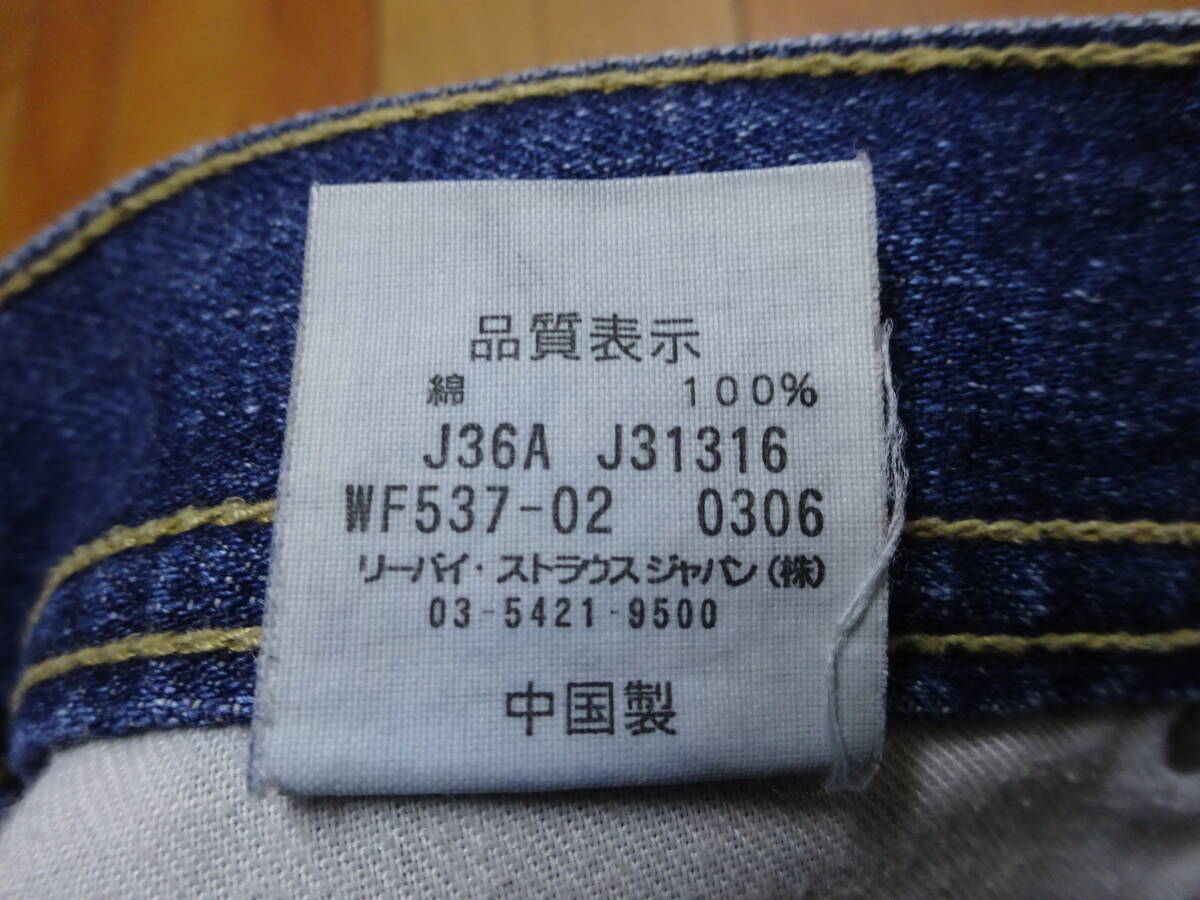 品質表示
綿 100%
J36A J31316
WF537-02 0306
リーバイ・ストラウスジャパン(株)
03-5421-9500
中国製